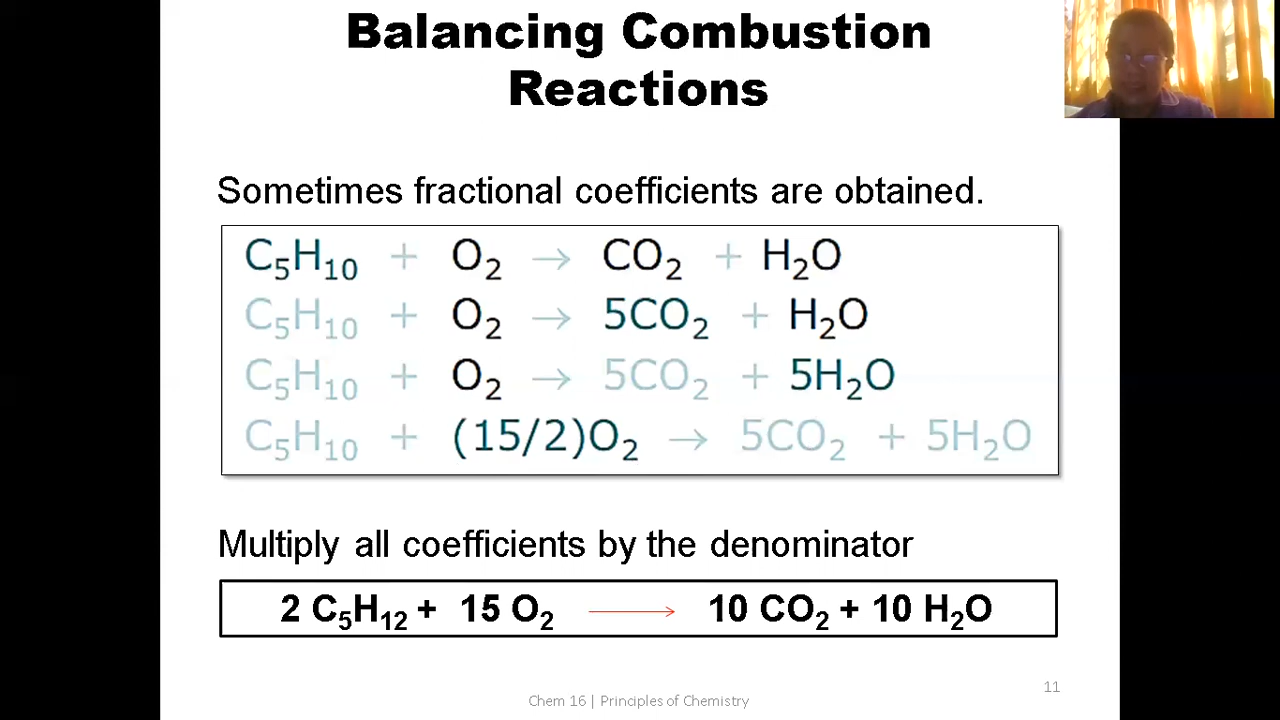 Balancing Combustion
Reactions
Sometimes fractional coefficients are obtained.
C₅H₁₀ + O₂ → CO₂ + H₂O
C₅H₁₀ + O₂ → 5CO₂ + H₂O
C₅H₁₀ + O₂ → 5CO₂ + 5H₂O
C₅H₁₀ + (15/2)O₂ → 5CO₂ + 5H₂O
Multiply all coefficients by the denominator
2 C₅H₁₂ + 15 O₂ → 10 CO₂ + 10 H₂O
Chem 16 | Principles of Chemistry
11